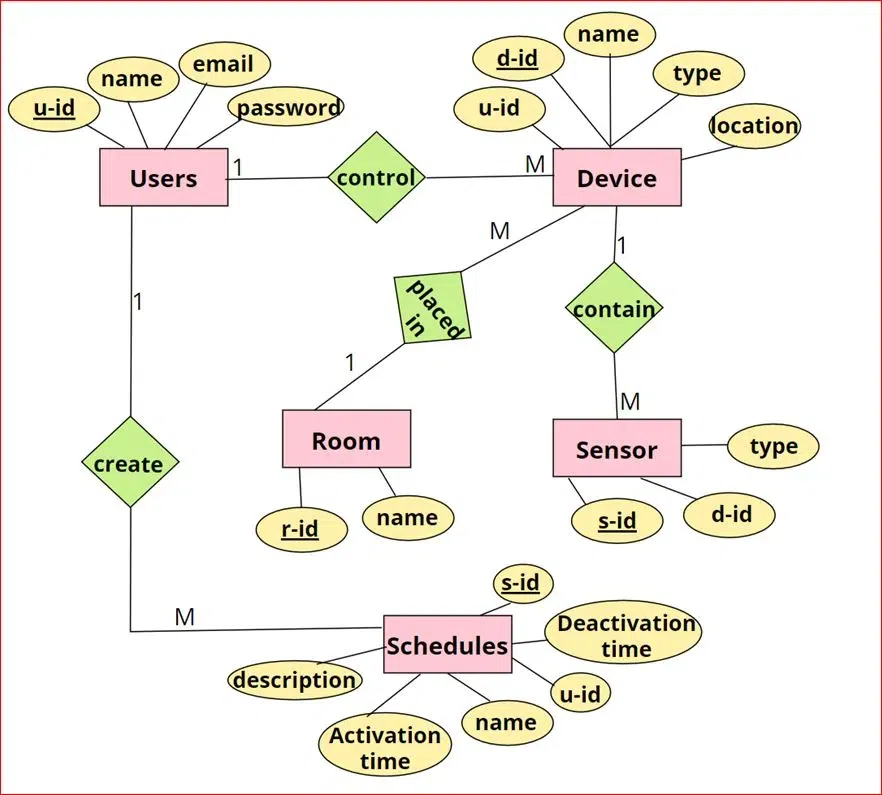 name
d-id
email
name
type
u-id
password
u-id
location
Users
1
control
M
Device
M
1
1
placed
in
contain
1
M
Room
Sensor
type
create
r-id
name
s-id
d-id
s-id
M
Schedules
Deactivation
time
description
u-id
name
Activation
time